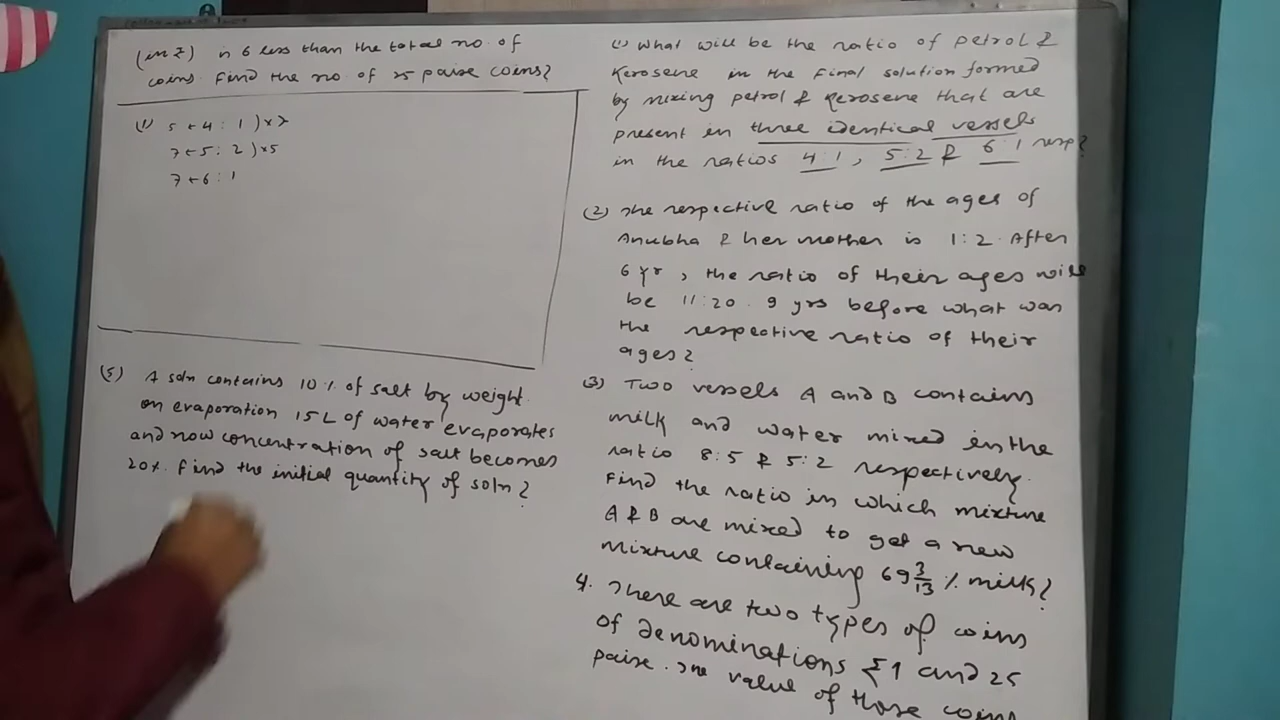 (in ₹) is 6 less than the total no. of
coins. Find the no. of 25 paise coins?
(1) 5 ← 4 : 1 ) x 7
7 ← 5 : 2 ) x 5
7 ← 6 : 1
(5) A soln contains 10% of salt by weight.
on evaporation 15L of water evaporates
and now concentration of salt becomes
20%. Find the initial quantity of soln?
(1) What will be the ratio of petrol &
Kerosene in the Final solution formed
by mixing petrol & Kerosene that are
present in three identical vessels
in the ratios 4:1, 5:2 & 6:1 resp?
(2) The respective ratio of the ages of
Anubha & her mother is 1:2. After
6 yr, the ratio of their ages will
be 11:20. 9 yrs before what was
the respective ratio of their
ages?
(3) Two vessels A and B contains
milk and water mixed in the
ratio 8:5 & 5:2 respectively.
Find the ratio in which mixture
A & B are mixed to get a new
mixture containing 69 3/13 % milk?
4. There are two types of coins
of denominations ₹1 and 25
paise. The value of those coins